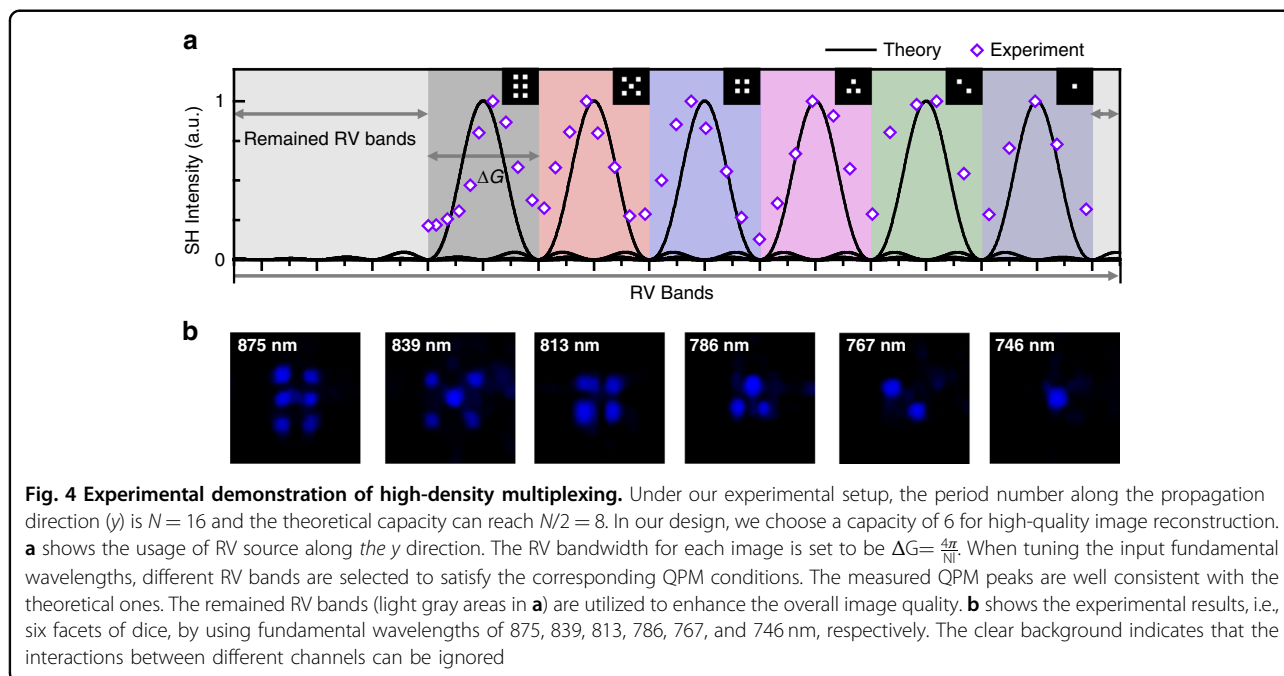 a
Theory Experiment
1
Remained RV bands
ΔG
SH Intensity (a.u.)
0
RV Bands
b
875 nm 839 nm 813 nm 786 nm 767 nm 746 nm
Fig. 4 Experimental demonstration of high-density multiplexing. Under our experimental setup, the period number along the propagation
direction (y) is N = 16 and the theoretical capacity can reach N/2 = 8. In our design, we choose a capacity of 6 for high-quality image reconstruction.
a shows the usage of RV source along the y direction. The RV bandwidth for each image is set to be ΔG= 4π/Nl. When tuning the input fundamental
wavelengths, different RV bands are selected to satisfy the corresponding QPM conditions. The measured QPM peaks are well consistent with the
theoretical ones. The remained RV bands (light gray areas in a) are utilized to enhance the overall image quality. b shows the experimental results, i.e.,
six facets of dice, by using fundamental wavelengths of 875, 839, 813, 786, 767, and 746 nm, respectively. The clear background indicates that the
interactions between different channels can be ignored